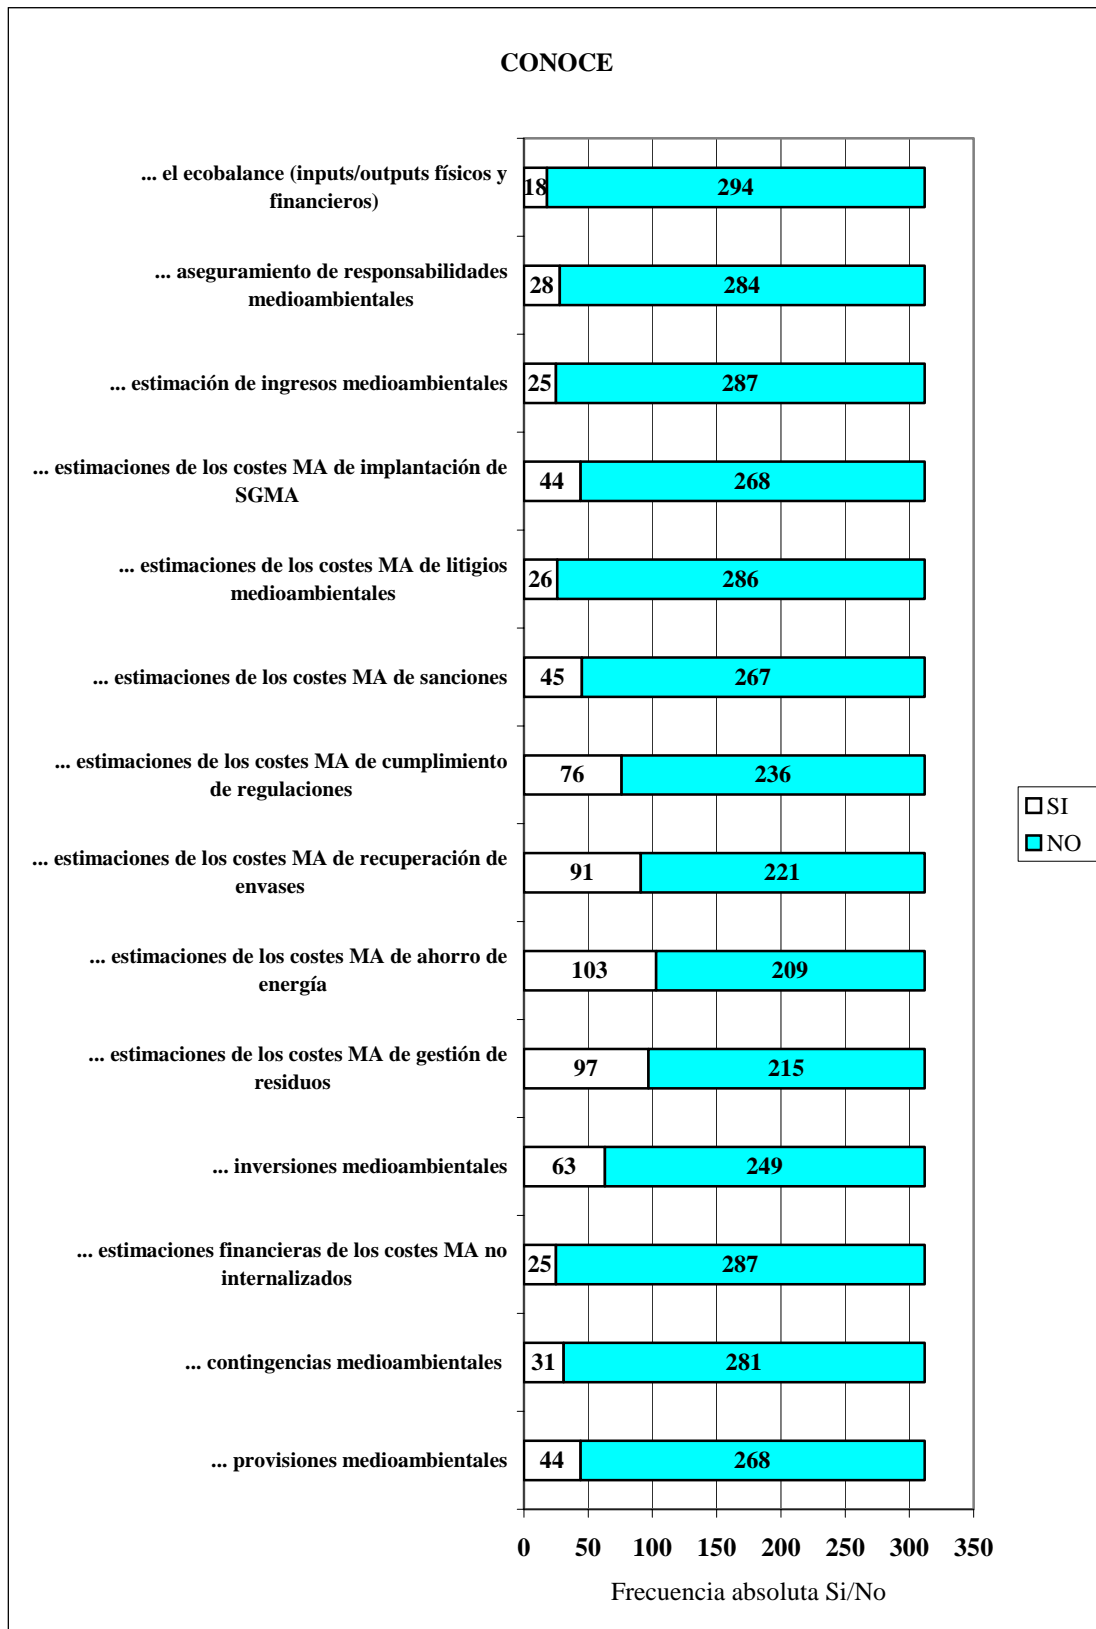 CONOCE
... el ecobalance (inputs/outputs físicos y
financieros)
18
294
... aseguramiento de responsabilidades
medioambientales
28
284
... estimación de ingresos medioambientales
25
287
... estimaciones de los costes MA de implantación de
SGMA
44
268
... estimaciones de los costes MA de litigios
medioambientales
26
286
... estimaciones de los costes MA de sanciones
45
267
... estimaciones de los costes MA de cumplimiento
de regulaciones
76
236
... estimaciones de los costes MA de recuperación de
envases
91
221
... estimaciones de los costes MA de ahorro de
energía
103
209
... estimaciones de los costes MA de gestión de
residuos
97
215
... inversiones medioambientales
63
249
... estimaciones financieras de los costes MA no
internalizados
25
287
... contingencias medioambientales
31
281
... provisiones medioambientales
44
268
0 50 100 150 200 250 300 350
Frecuencia absoluta Si/No
SI
NO